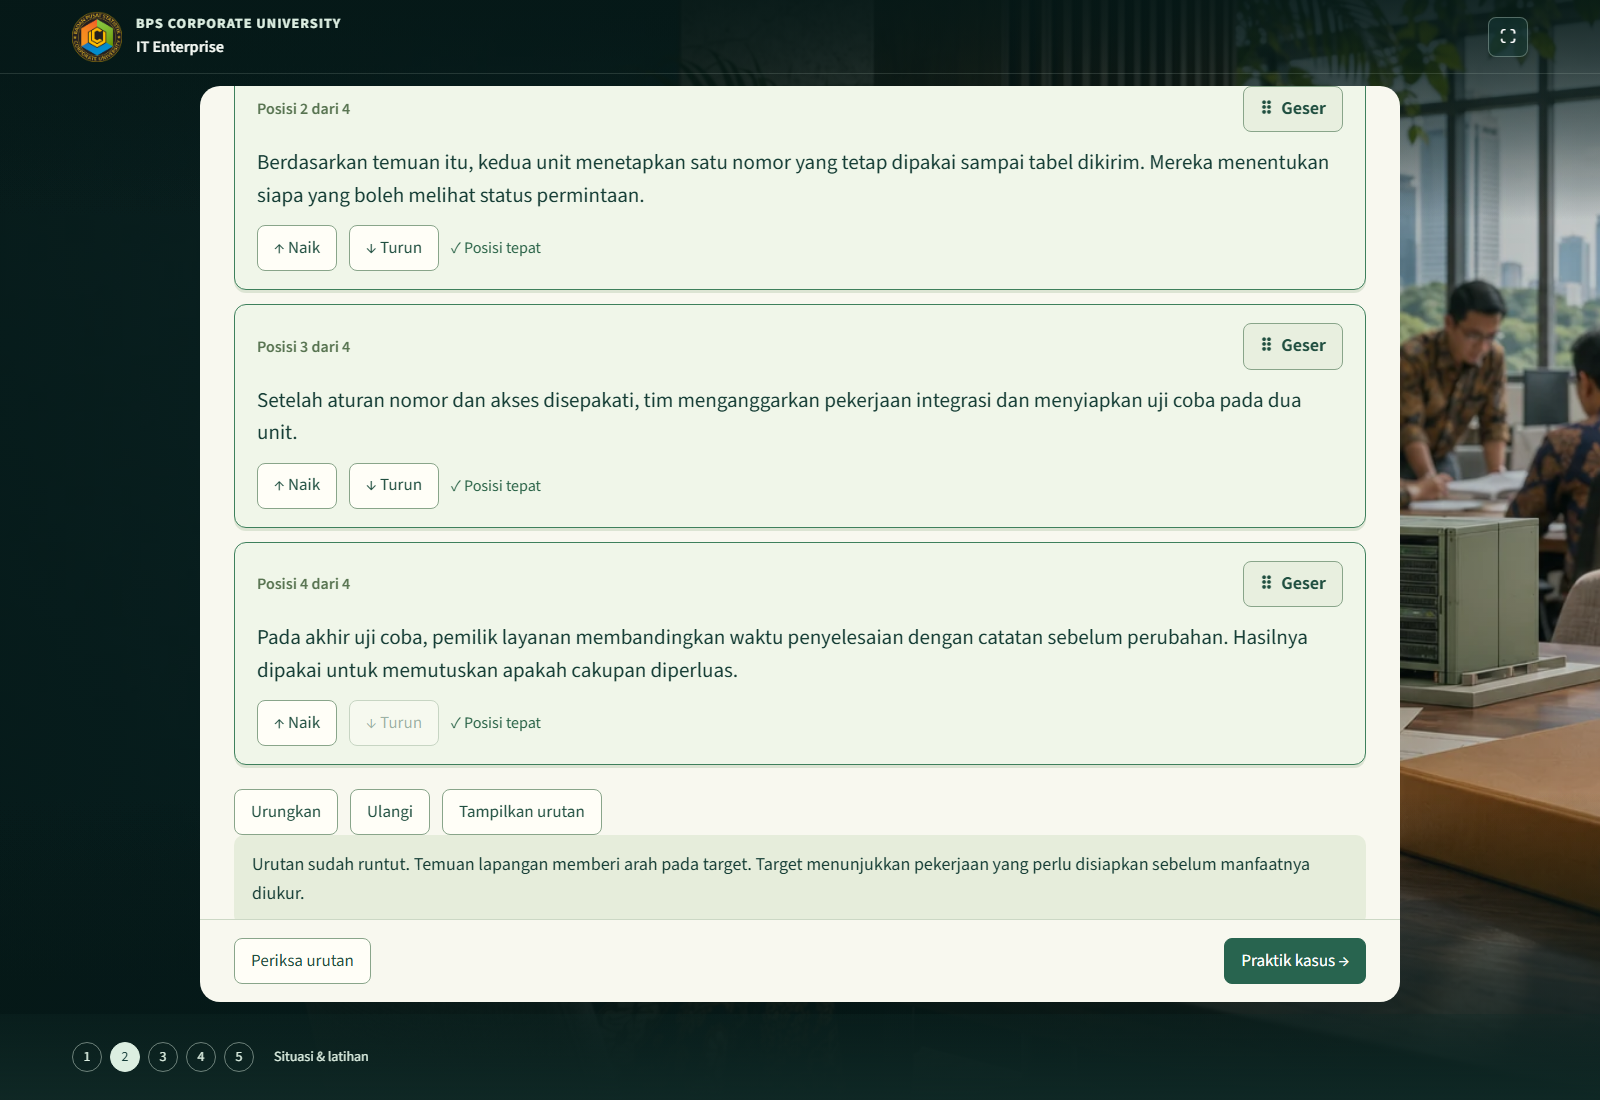 BPS CORPORATE UNIVERSITY
IT Enterprise
Posisi 2 dari 4
Geser
Berdasarkan temuan itu, kedua unit menetapkan satu nomor yang tetap dipakai sampai tabel dikirim. Mereka menentukan
siapa yang boleh melihat status permintaan.
↑ Naik
↓ Turun
✓ Posisi tepat
Posisi 3 dari 4
Geser
Setelah aturan nomor dan akses disepakati, tim menganggarkan pekerjaan integrasi dan menyiapkan uji coba pada dua
unit.
↑ Naik
↓ Turun
✓ Posisi tepat
Posisi 4 dari 4
Geser
Pada akhir uji coba, pemilik layanan membandingkan waktu penyelesaian dengan catatan sebelum perubahan. Hasilnya
dipakai untuk memutuskan apakah cakupan diperluas.
↑ Naik
↓ Turun
✓ Posisi tepat
Urungkan
Ulangi
Tampilkan urutan
Urutan sudah runtut. Temuan lapangan memberi arah pada target. Target menunjukkan pekerjaan yang perlu disiapkan sebelum manfaatnya
diukur.
Periksa urutan
Praktik kasus →
1 2 3 4 5 Situasi & latihan